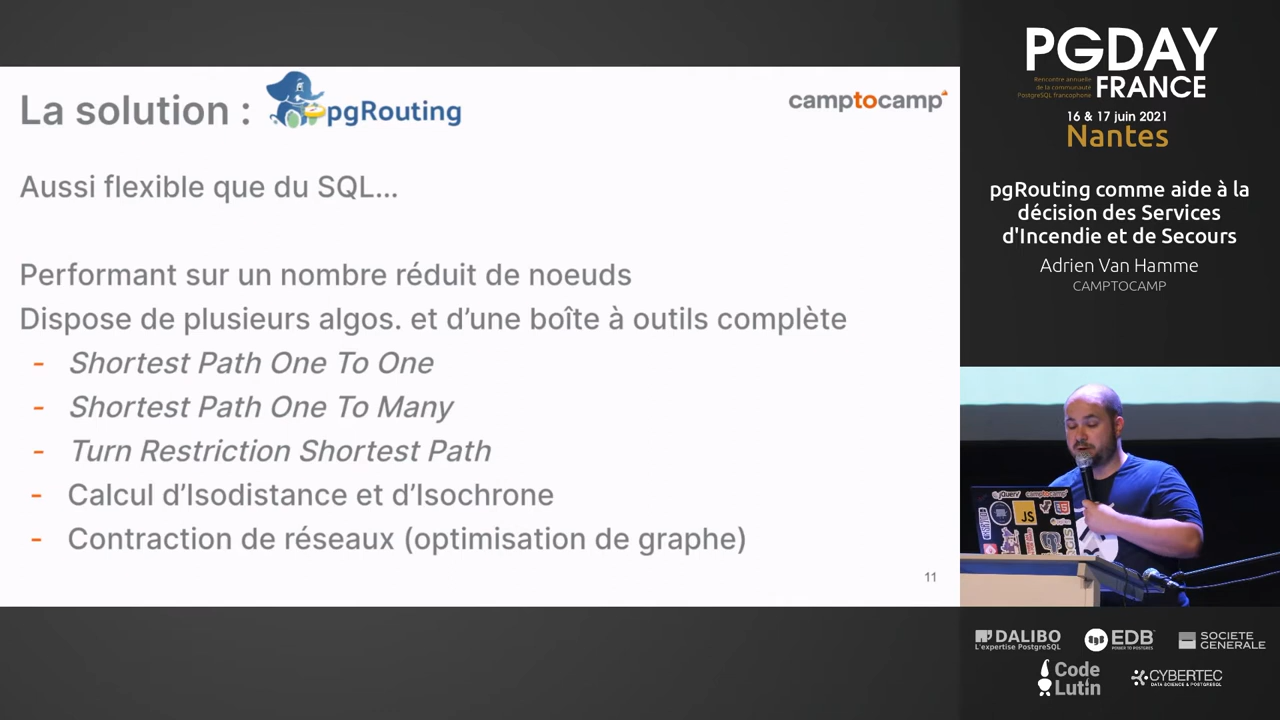 La solution : pgRouting
camptocamp
Aussi flexible que du SQL...
Performant sur un nombre réduit de noeuds
Dispose de plusieurs algos. et d'une boîte à outils complète
- Shortest Path One To One
- Shortest Path One To Many
- Turn Restriction Shortest Path
- Calcul d'Isodistance et d'Isochrone
- Contraction de réseaux (optimisation de graphe)
11
PGDAY
Rencontre annuelle
de la communauté
PostgreSQL francophone
FRANCE
16 & 17 juin 2021
Nantes
pgRouting comme aide à la
décision des Services
d'Incendie et de Secours
Adrien Van Hamme
CAMPTOCAMP
jQuery
camptocamp
JS
DALIBO
L'expertise PostgreSQL
EDB
POWER TO POSTGRES
SOCIETE
GENERALE
Code
Lutin
CYBERTEC
DATA SCIENCE & POSTGRESQL